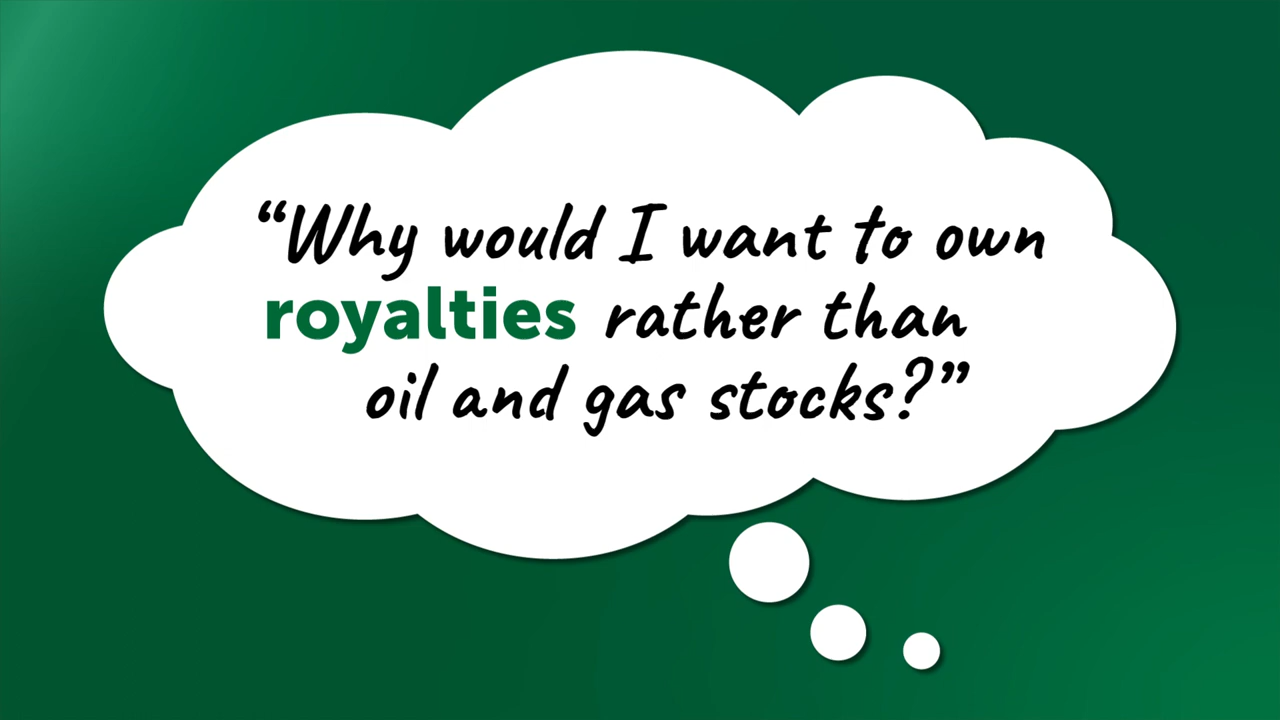 “Why would I want to own
royalties rather than
oil and gas stocks?”